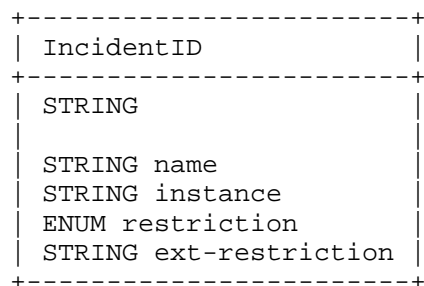 +------------------------+
| IncidentID             |
+------------------------+
| STRING                 |
|                        |
| STRING name            |
| STRING instance        |
| ENUM restriction       |
| STRING ext-restriction |
+------------------------+